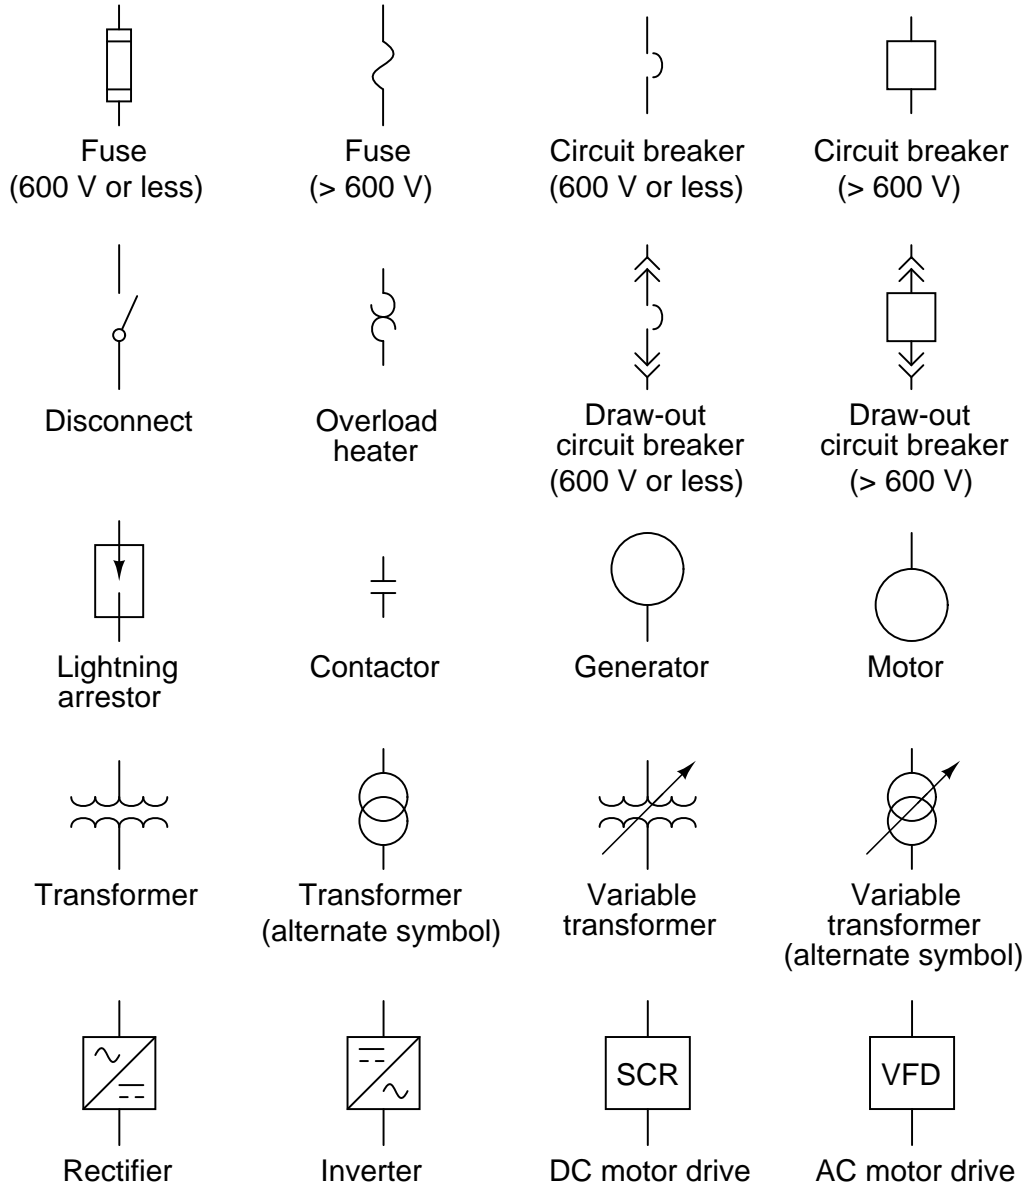 Fuse
(600 V or less)
Fuse
(> 600 V)
Circuit breaker
(600 V or less)
Circuit breaker
(> 600 V)
Disconnect
Overload
heater
Draw-out
circuit breaker
(600 V or less)
Draw-out
circuit breaker
(> 600 V)
Lightning
arrestor
Contactor
Generator
Motor
Transformer
Transformer
(alternate symbol)
Variable
transformer
Variable
transformer
(alternate symbol)
Rectifier
Inverter
SCR
DC motor drive
VFD
AC motor drive